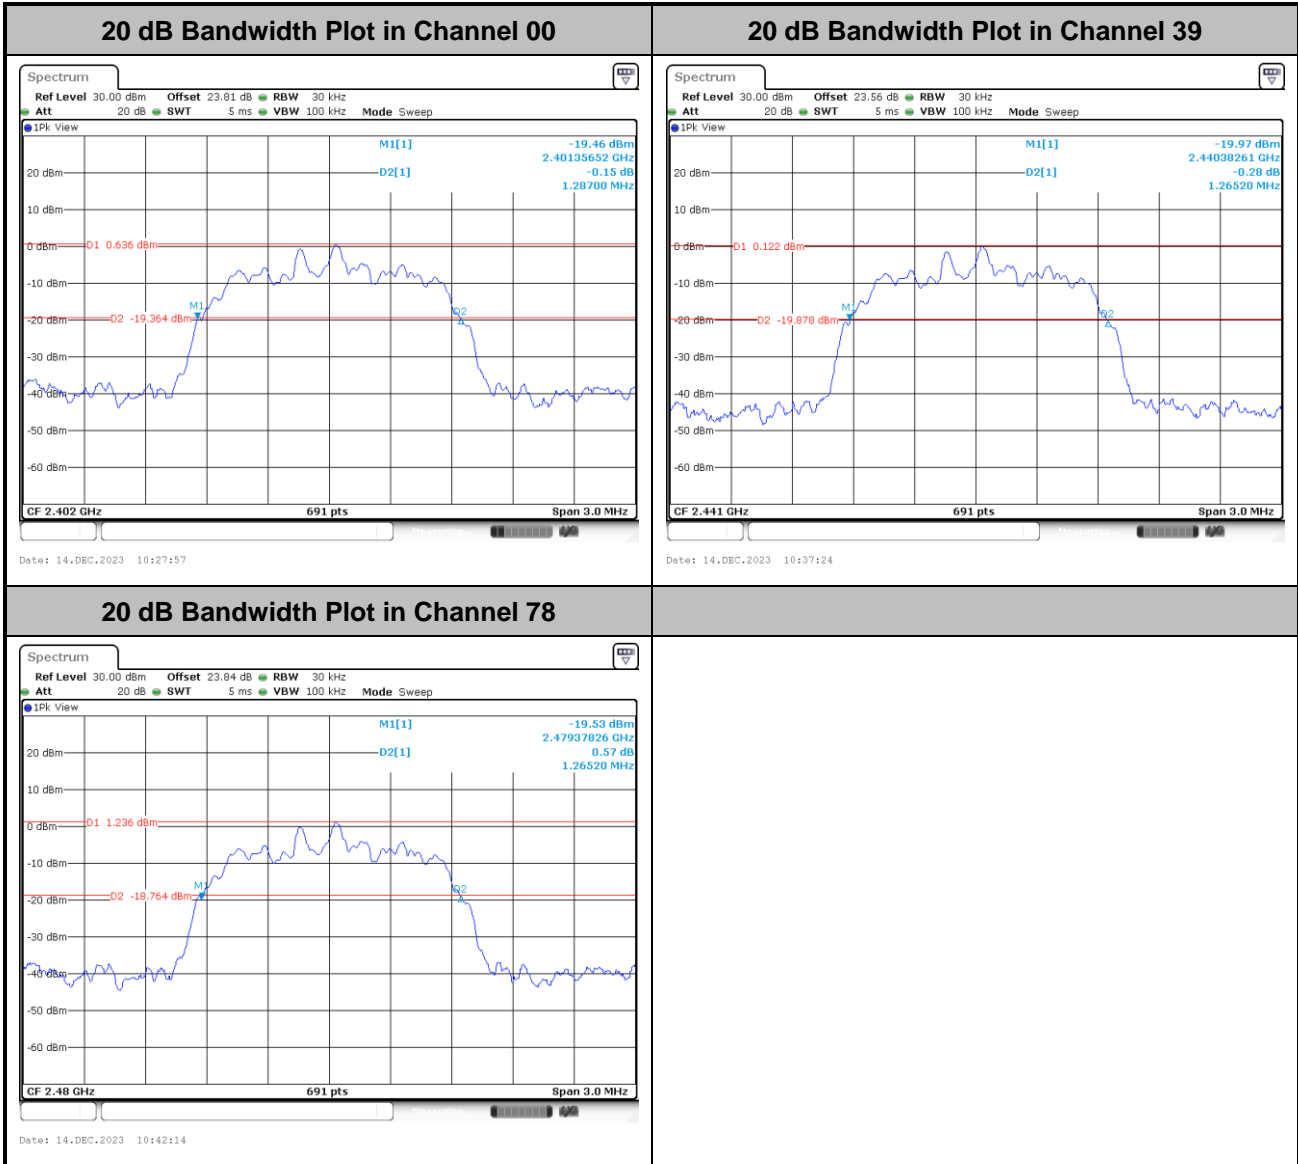 20 dB Bandwidth Plot in Channel 00
20 dB Bandwidth Plot in Channel 39
Spectrum
Ref Level 30.00 dBm Offset 23.81 dB RBW 30 kHz
Att 20 dB SWT 5 ms VBW 100 kHz Mode Sweep
1Pk View
M1[1] -19.46 dBm
2.40135652 GHz
D2[1] -0.15 dB
1.28700 MHz
20 dBm
10 dBm
0 dBm
D1 0.636 dBm
-10 dBm
M1
D2
D2 -19.364 dBm
-20 dBm
-30 dBm
-40 dBm
-50 dBm
-60 dBm
CF 2.402 GHz 691 pts Span 3.0 MHz
Date: 14.DEC.2023 10:27:57
Spectrum
Ref Level 30.00 dBm Offset 23.56 dB RBW 30 kHz
Att 20 dB SWT 5 ms VBW 100 kHz Mode Sweep
1Pk View
M1[1] -19.97 dBm
2.44038261 GHz
D2[1] -0.28 dB
1.26520 MHz
20 dBm
10 dBm
0 dBm
D1 0.122 dBm
-10 dBm
M1
D2
D2 -19.878 dBm
-20 dBm
-30 dBm
-40 dBm
-50 dBm
-60 dBm
CF 2.441 GHz 691 pts Span 3.0 MHz
Date: 14.DEC.2023 10:37:24
20 dB Bandwidth Plot in Channel 78
Spectrum
Ref Level 30.00 dBm Offset 23.84 dB RBW 30 kHz
Att 20 dB SWT 5 ms VBW 100 kHz Mode Sweep
1Pk View
M1[1] -19.53 dBm
2.47937826 GHz
D2[1] 0.57 dB
1.26520 MHz
20 dBm
10 dBm
0 dBm
D1 1.236 dBm
-10 dBm
M1
D2
D2 -18.764 dBm
-20 dBm
-30 dBm
-40 dBm
-50 dBm
-60 dBm
CF 2.48 GHz 691 pts Span 3.0 MHz
Date: 14.DEC.2023 10:42:14